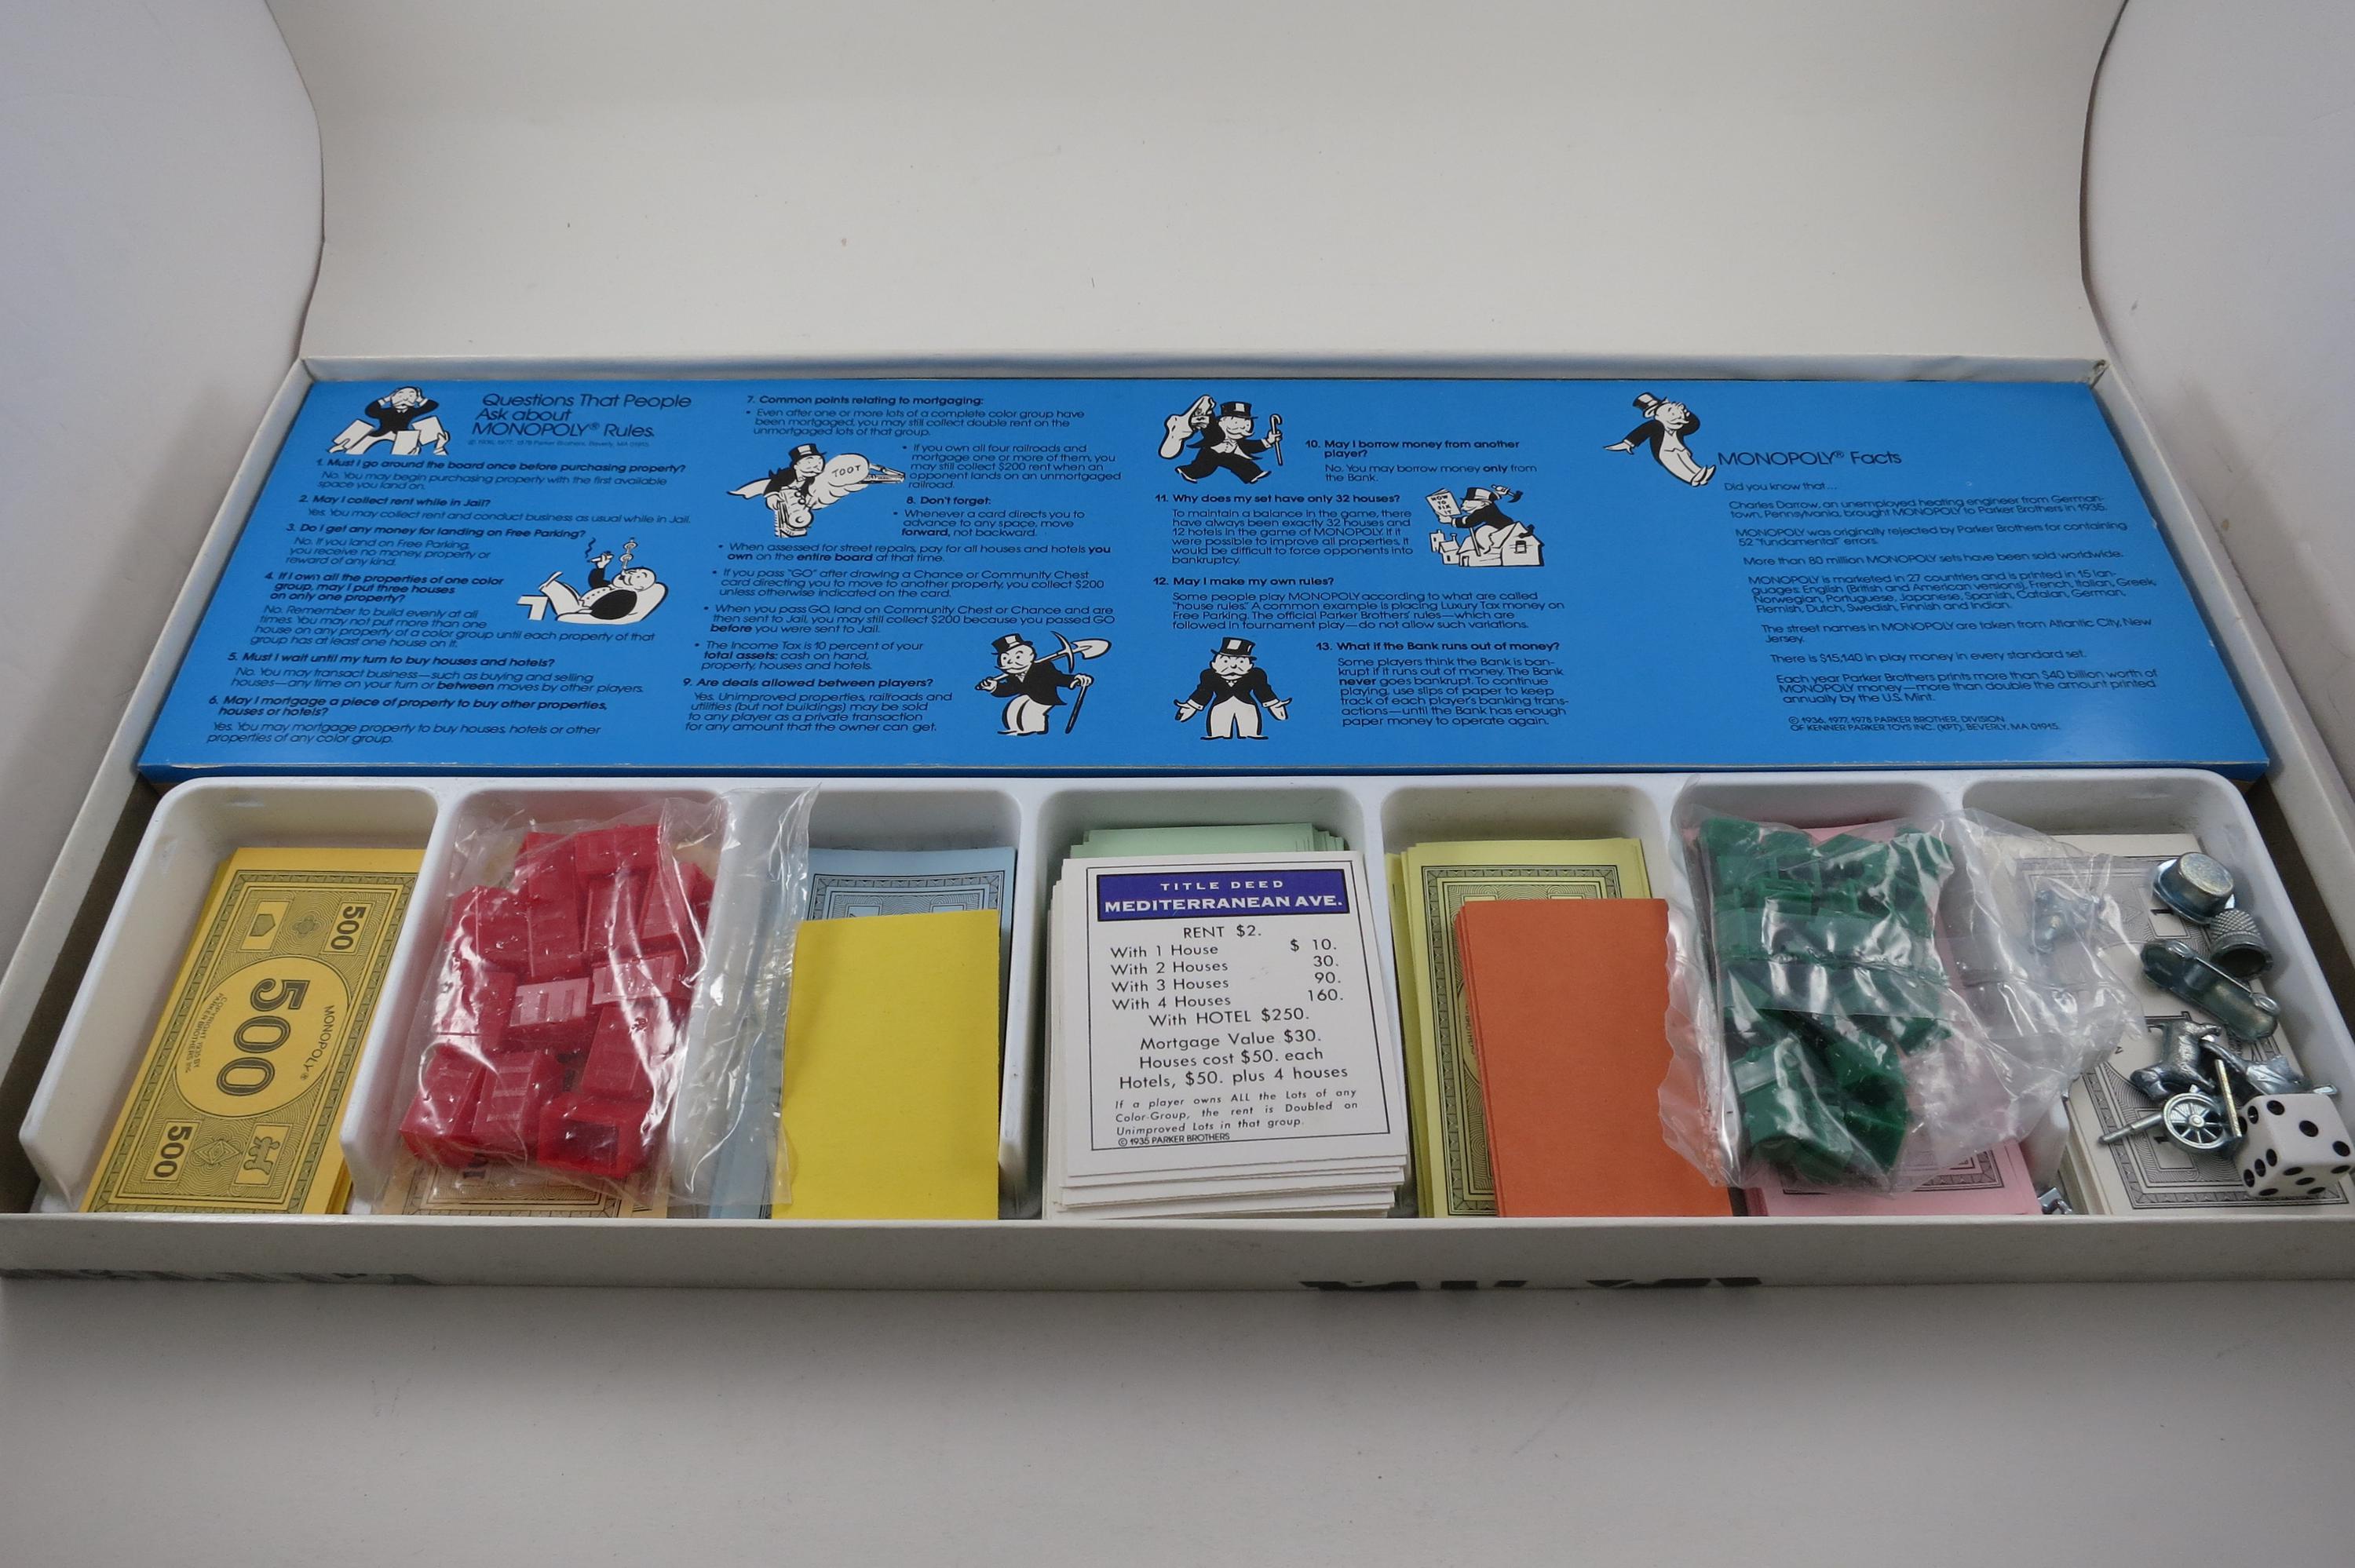 Questions That People
Ask about
MONOPOLY® Rules.
© 1936, 1977, 1978 Parker Brothers, Beverly, MA 01915
1. Must I go around the board once before purchasing property?
No. You may begin purchasing property with the first available
space you land on.
2. May I collect rent while in Jail?
Yes. You may collect rent and conduct business as usual while in Jail.
3. Do I get any money for landing on Free Parking?
No. If you land on Free Parking,
you receive no money, property or
reward of any kind.
4. If I own all the properties of one color
group, may I put three houses
on only one property?
No. Remember to build evenly at all
times. You may not put more than one
house on any property of a color group until each property of that
group has at least one house on it.
5. Must I wait until my turn to buy houses and hotels?
No. You may transact business—such as buying and selling
houses—any time on your turn or between moves by other players.
6. May I mortgage a piece of property to buy other properties,
houses or hotels?
Yes. You may mortgage property to buy houses, hotels or other
properties of any color group.
7. Common points relating to mortgaging:
• Even after one or more lots of a complete color group have
been mortgaged, you may still collect double rent on the
unmortgaged lots of that group.
• If you own all four railroads and
mortgage one or more of them, you
may still collect $200 rent when an
opponent lands on an unmortgaged
railroad.
TOOT
8. Don't forget:
• Whenever a card directs you to
advance to any space, move
forward, not backward.
• When assessed for street repairs, pay for all houses and hotels you
own on the entire board at that time.
• If you pass "GO" after drawing a Chance or Community Chest
card directing you to move to another property, you collect $200
unless otherwise indicated on the card.
• When you pass GO, land on Community Chest or Chance and are
then sent to Jail, you may still collect $200 because you passed GO
before you were sent to Jail.
• The Income Tax is 10 percent of your
total assets: cash on hand,
property, houses and hotels.
9. Are deals allowed between players?
Yes. Unimproved properties, railroads and
utilities (but not buildings) may be sold
to any player as a private transaction
for any amount that the owner can get.
10. May I borrow money from another
player?
No. You may borrow money only from
the Bank.
11. Why does my set have only 32 houses?
To maintain a balance in the game, there
have always been exactly 32 houses and
12 hotels in the game of MONOPOLY. If it
were possible to improve all properties, it
would be difficult to force opponents into
bankruptcy.
HOW
TO
12. May I make my own rules?
Some people play MONOPOLY according to what are called
"house rules." A common example is placing Luxury Tax money on
Free Parking. The official Parker Brothers' rules—which are
followed in tournament play—do not allow such variations.
13. What if the Bank runs out of money?
Some players think the Bank is ban-
krupt if it runs out of money. The Bank
never goes bankrupt. To continue
playing, use slips of paper to keep
track of each player's banking trans-
actions—until the Bank has enough
paper money to operate again.
MONOPOLY® Facts
Did you know that...
Charles Darrow, an unemployed heating engineer from German-
town, Pennsylvania, brought MONOPOLY to Parker Brothers in 1935.
MONOPOLY was originally rejected by Parker Brothers for containing
52 "fundamental" errors.
More than 80 million MONOPOLY sets have been sold worldwide.
MONOPOLY is marketed in 27 countries and is printed in 15 lan-
guages: English (British and American versions), French, Italian, Greek,
Norwegian, Portuguese, Japanese, Spanish, Catalan, German,
Flemish, Dutch, Swedish, Finnish and Indian.
The street names in MONOPOLY are taken from Atlantic City, New
Jersey.
There is $15,140 in play money in every standard set.
Each year Parker Brothers prints more than $40 billion worth of
MONOPOLY money—more than double the amount printed
annually by the U.S. Mint.
© 1936, 1977, 1978 PARKER BROTHER, DIVISION
OF KENNER PARKER TOYS INC. (KPT), BEVERLY, MA 01915.
500
MONOPOLY®
500
COPYRIGHT 1935 BY
PARKER BROTHERS INC
500
TITLE DEED
MEDITERRANEAN AVE.
RENT $2.
With 1 House $ 10.
With 2 Houses 30.
With 3 Houses 90.
With 4 Houses 160.
With HOTEL $250.
Mortgage Value $30.
Houses cost $50. each
Hotels, $50. plus 4 houses
If a player owns ALL the Lots of any
Color-Group, the rent is Doubled on
Unimproved Lots in that group.
© 1935 PARKER BROTHERS
1